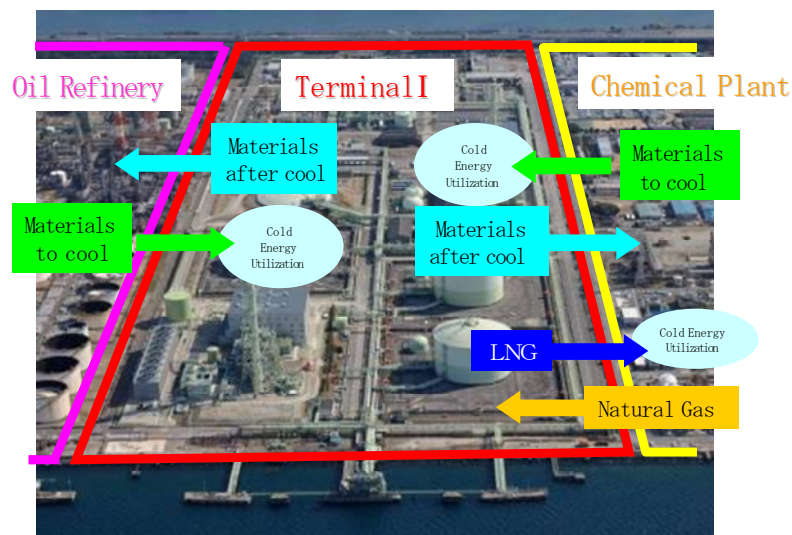 Oil Refinery
Terminal I
Chemical Plant
Materials
after cool
Cold
Energy
Utilization
Materials
to cool
Materials
to cool
Cold
Energy
Utilization
Materials
after cool
LNG
Cold Energy
Utilization
Natural Gas